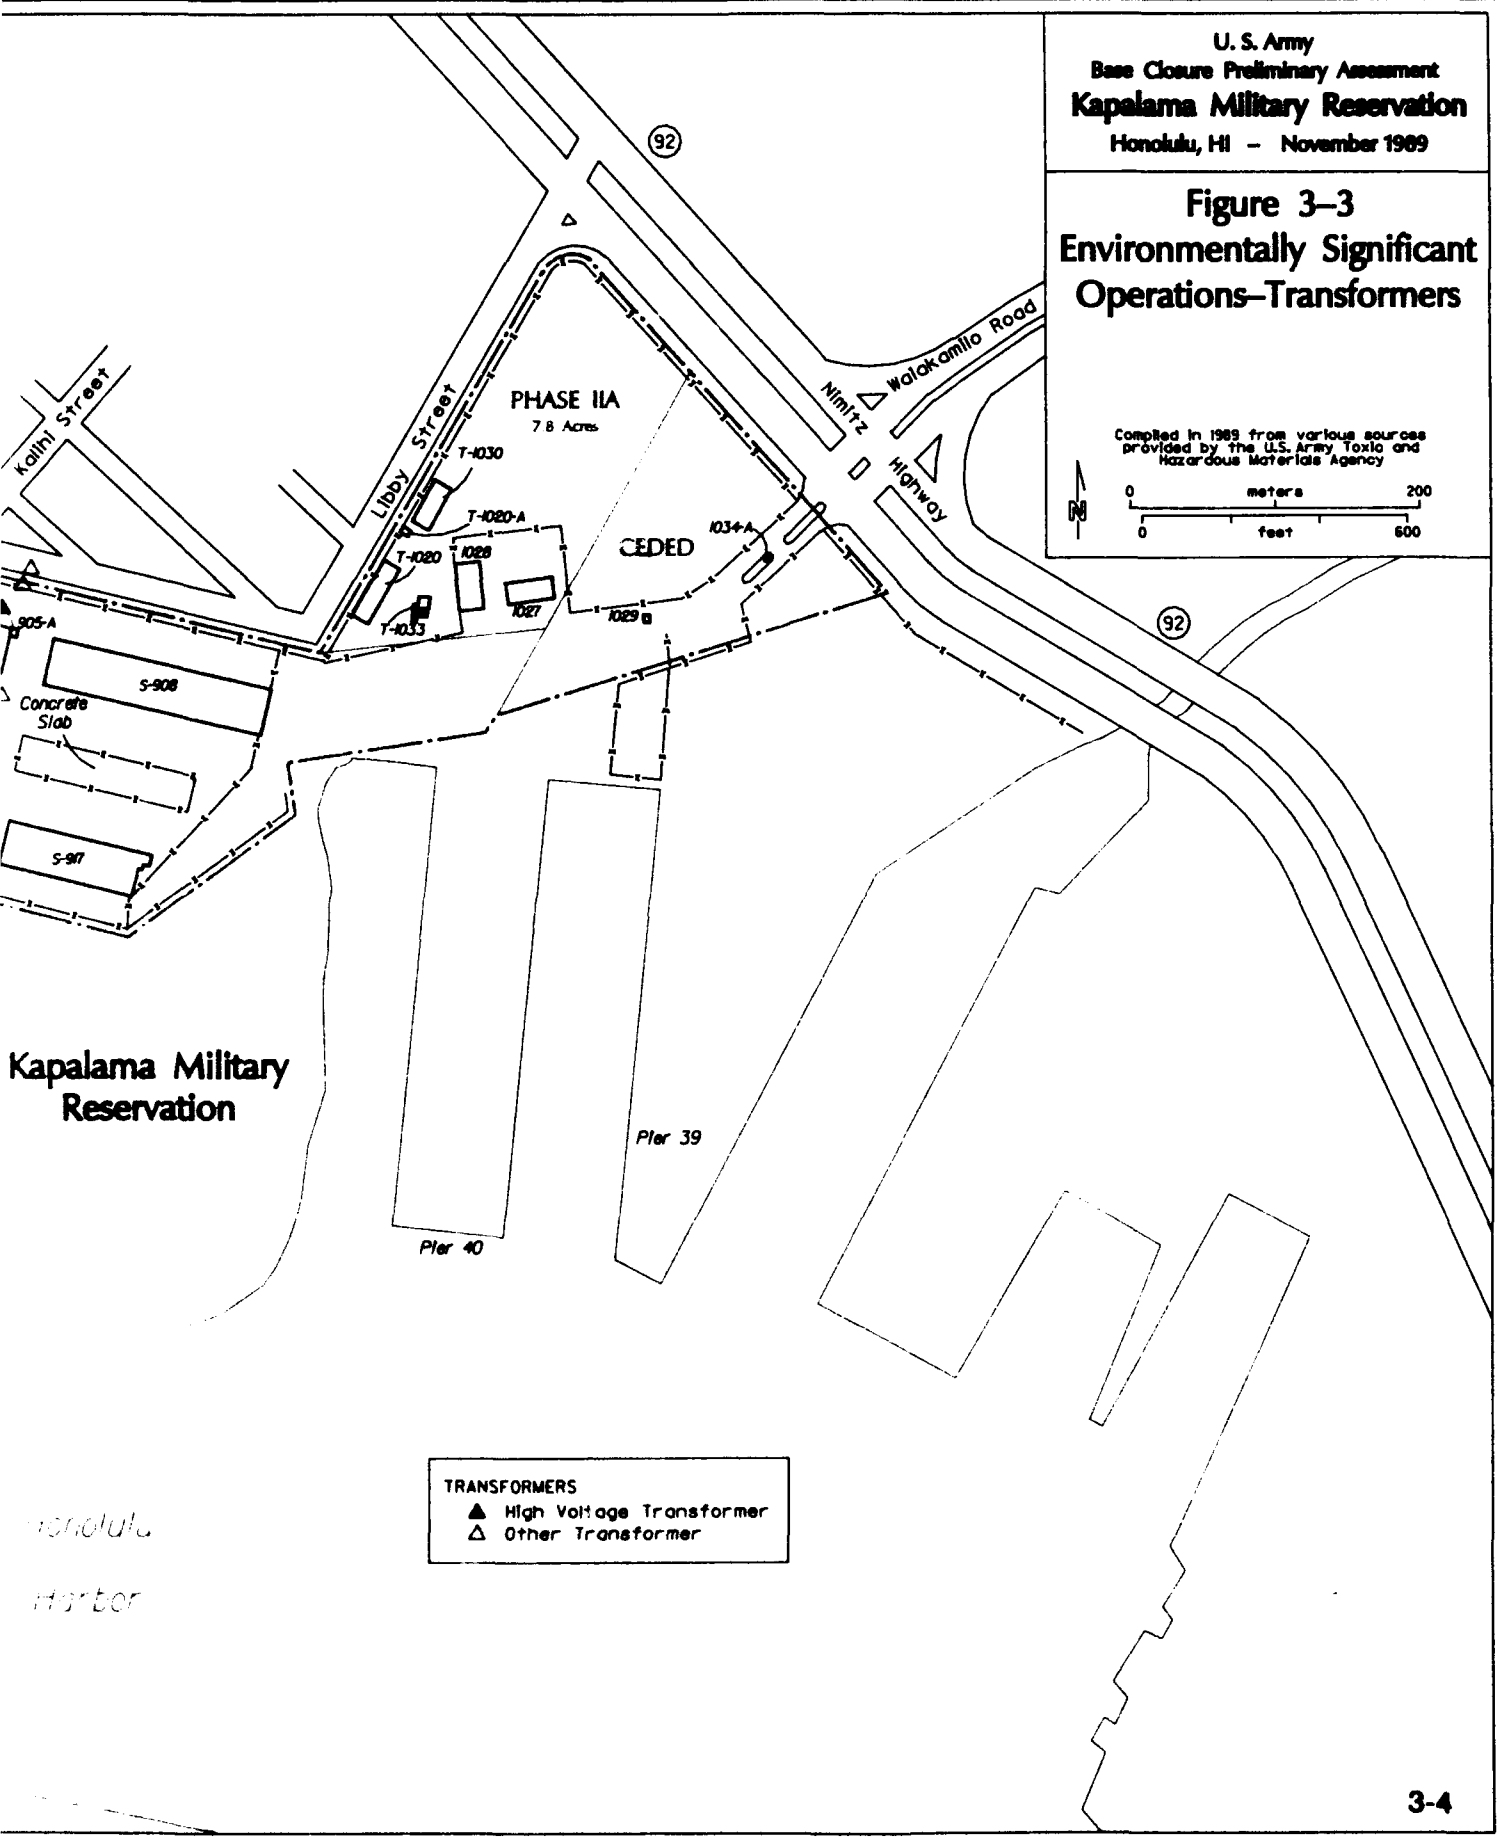 U. S. Army
Base Closure Preliminary Assessment
Kapalama Military Reservation
Honolulu, HI – November 1989
Figure 3–3
Environmentally Significant
Operations–Transformers
Compiled in 1989 from various sources
provided by the U.S. Army Toxic and
Hazardous Materials Agency
N
0 meters 200
0 feet 600
92
Waiakamilo Road
Nimitz
Highway
Kalihi Street
Libby Street
PHASE IIA
7.8 Acres
T-1030
T-1020-A
T-1020
1028
1034-A
CEDED
1027
1029
T-1033
905-A
92
S-908
Concrete
Slab
S-917
Kapalama Military
Reservation
Pier 39
Pier 40
TRANSFORMERS
High Voltage Transformer
Other Transformer
Honolulu
Harbor
3-4